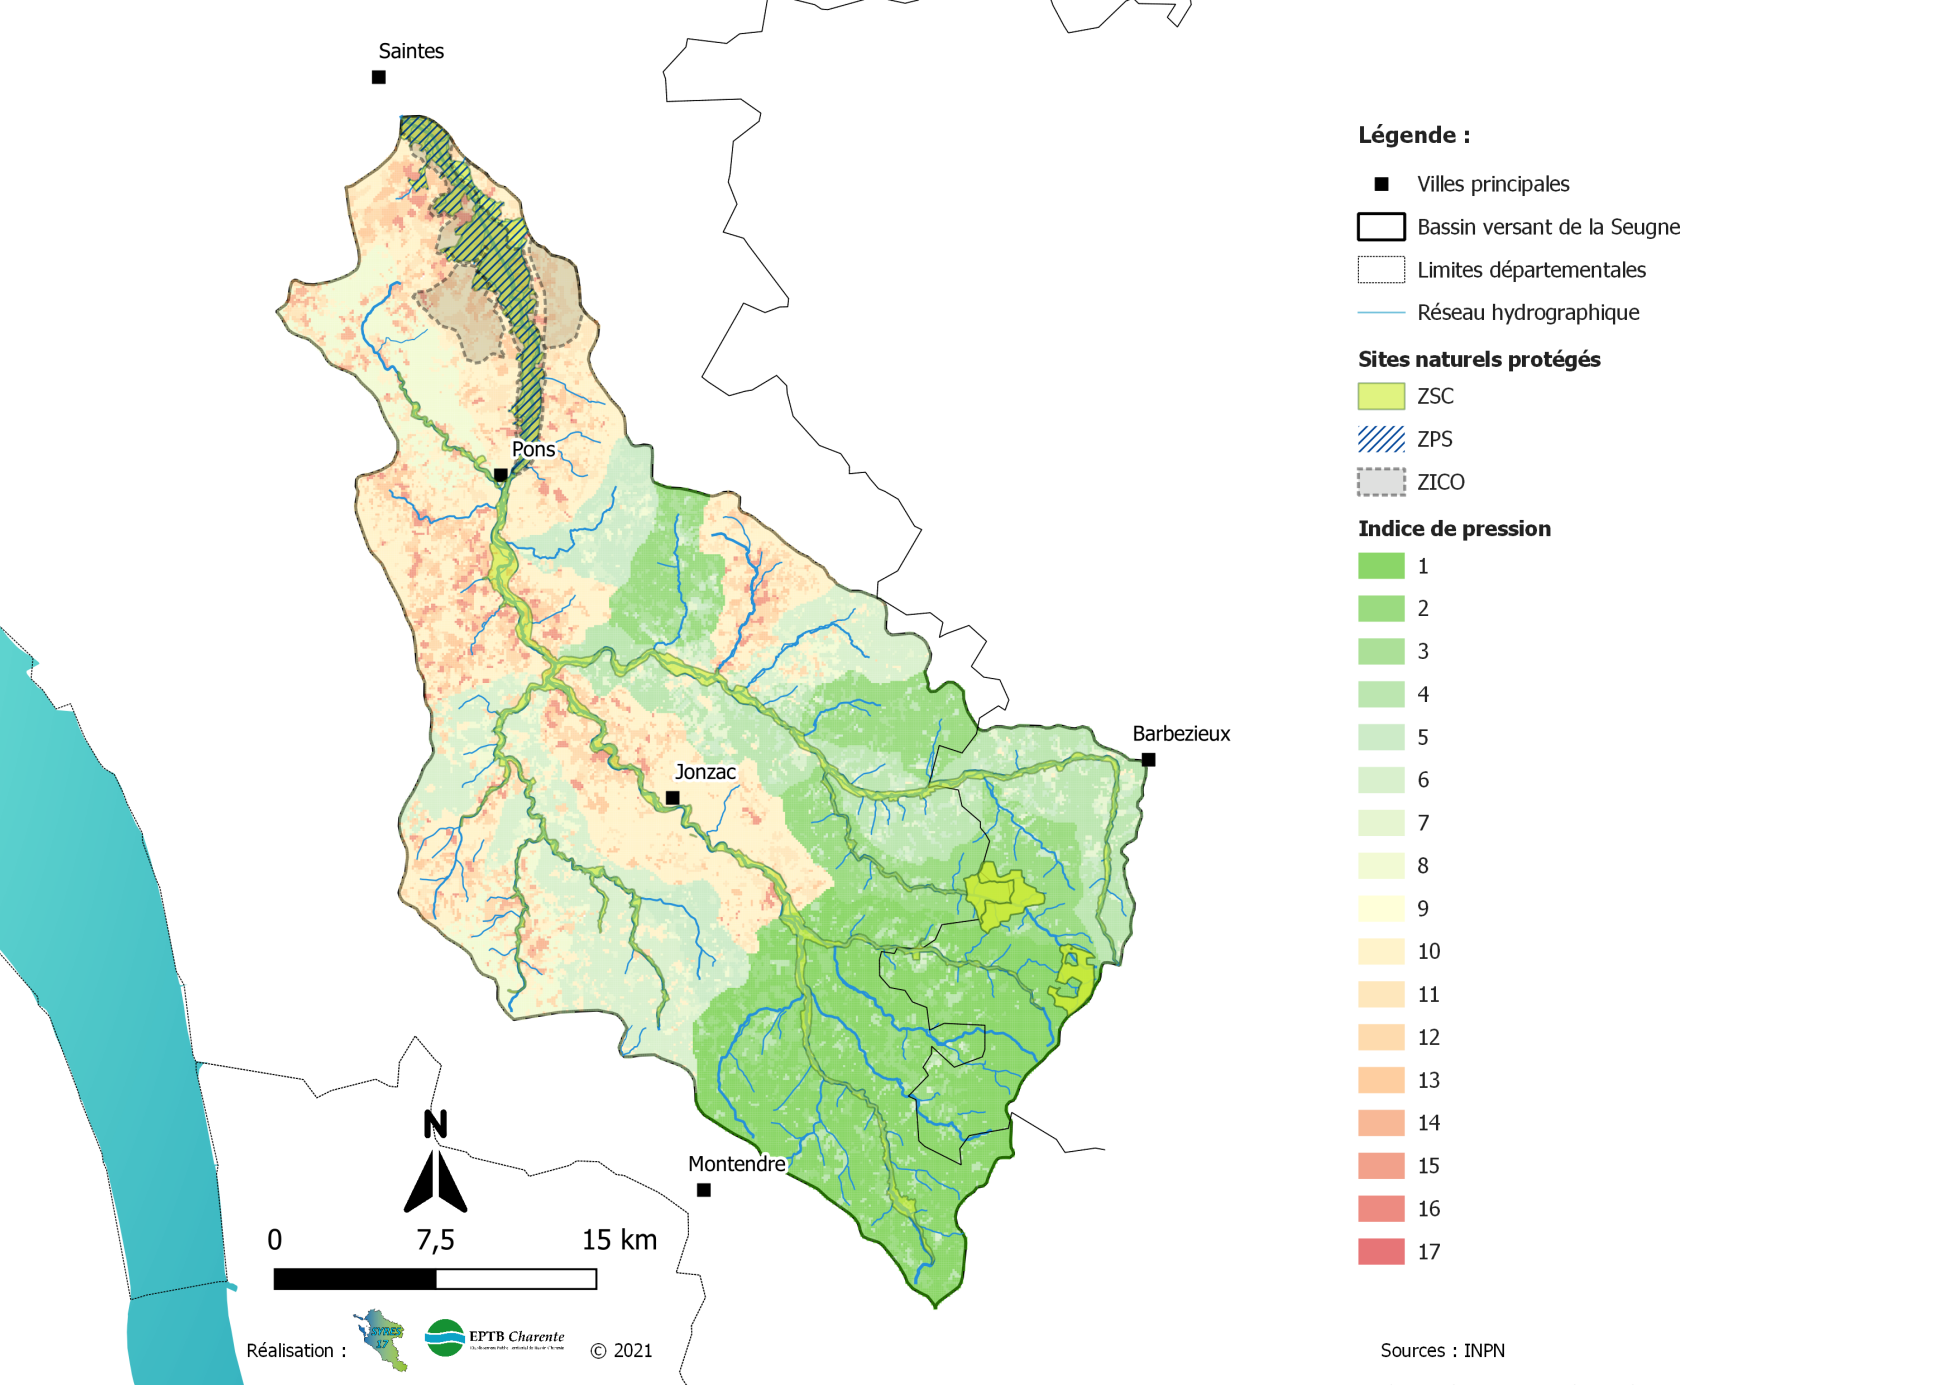 Saintes
Pons
Barbezieux
Jonzac
Montendre
N
0 7,5 15 km
Réalisation :
SYRES
17
EPTB Charente
© 2021
Légende :
Villes principales
Bassin versant de la Seugne
Limites départementales
Réseau hydrographique
Sites naturels protégés
ZSC
ZPS
ZICO
Indice de pression
1
2
3
4
5
6
7
8
9
10
11
12
13
14
15
16
17
Sources : INPN